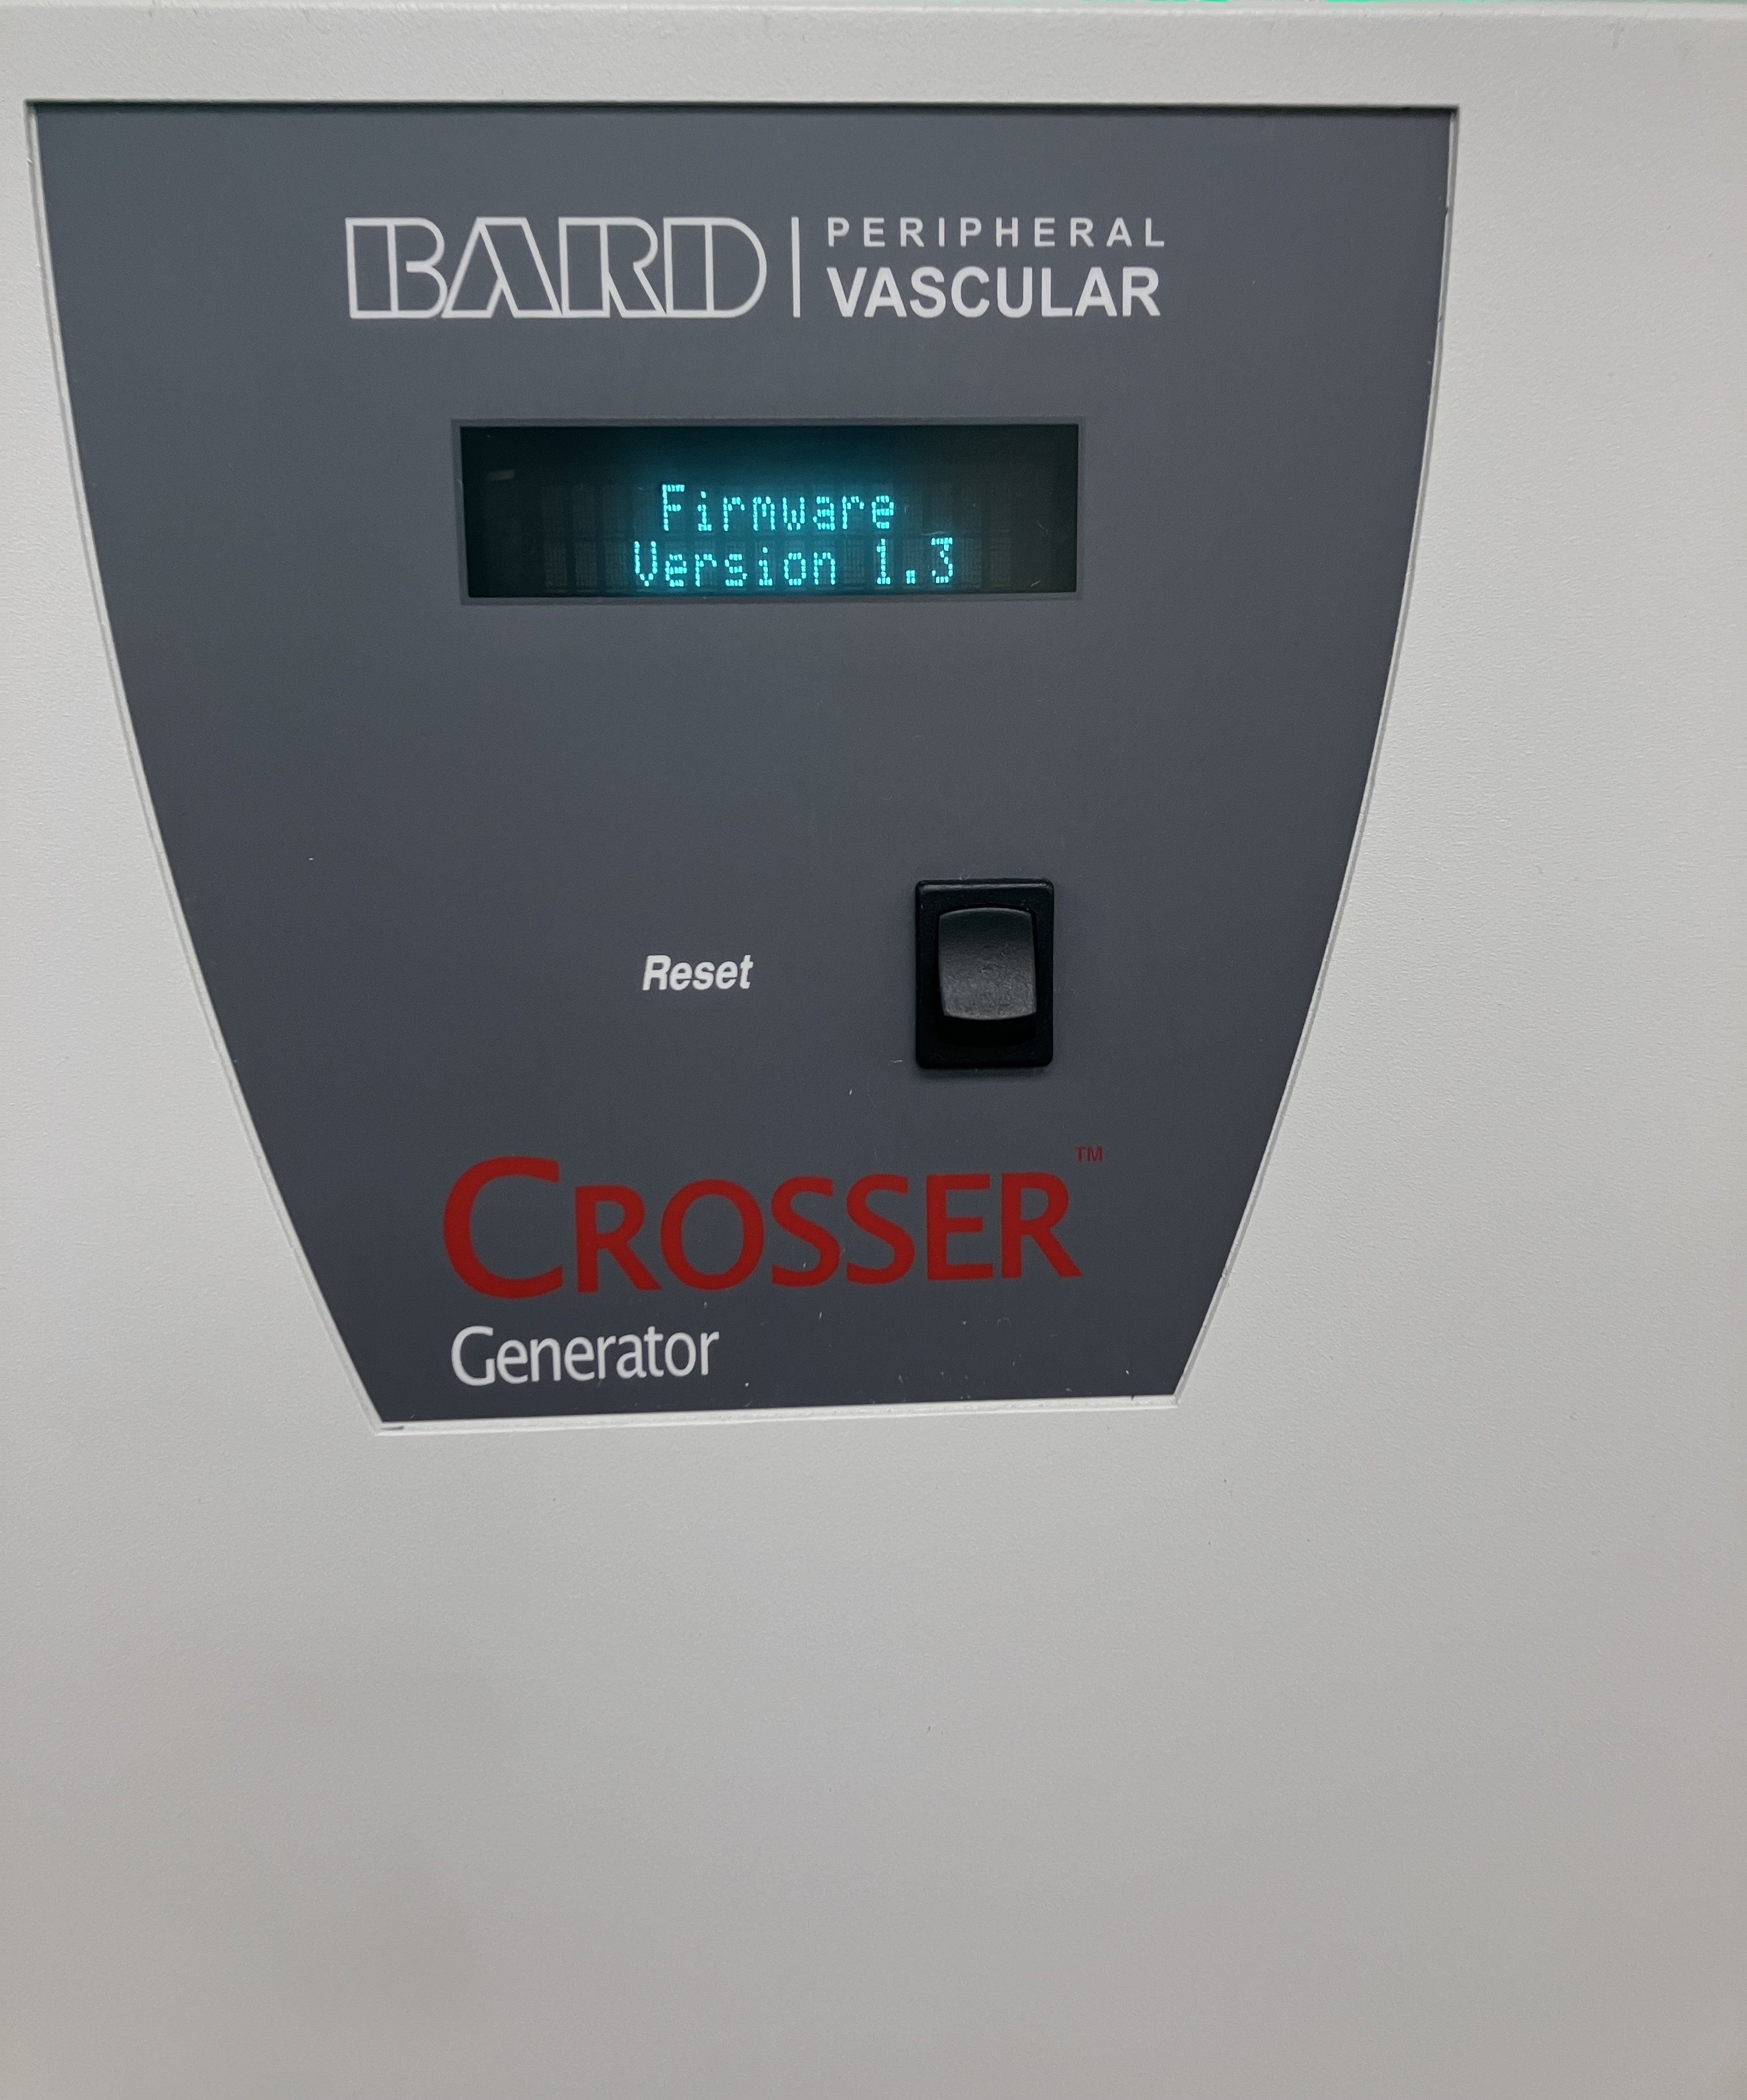 BARD PERIPHERAL
VASCULAR
Firmware
Version 1.3
Reset
CROSSER™
Generator